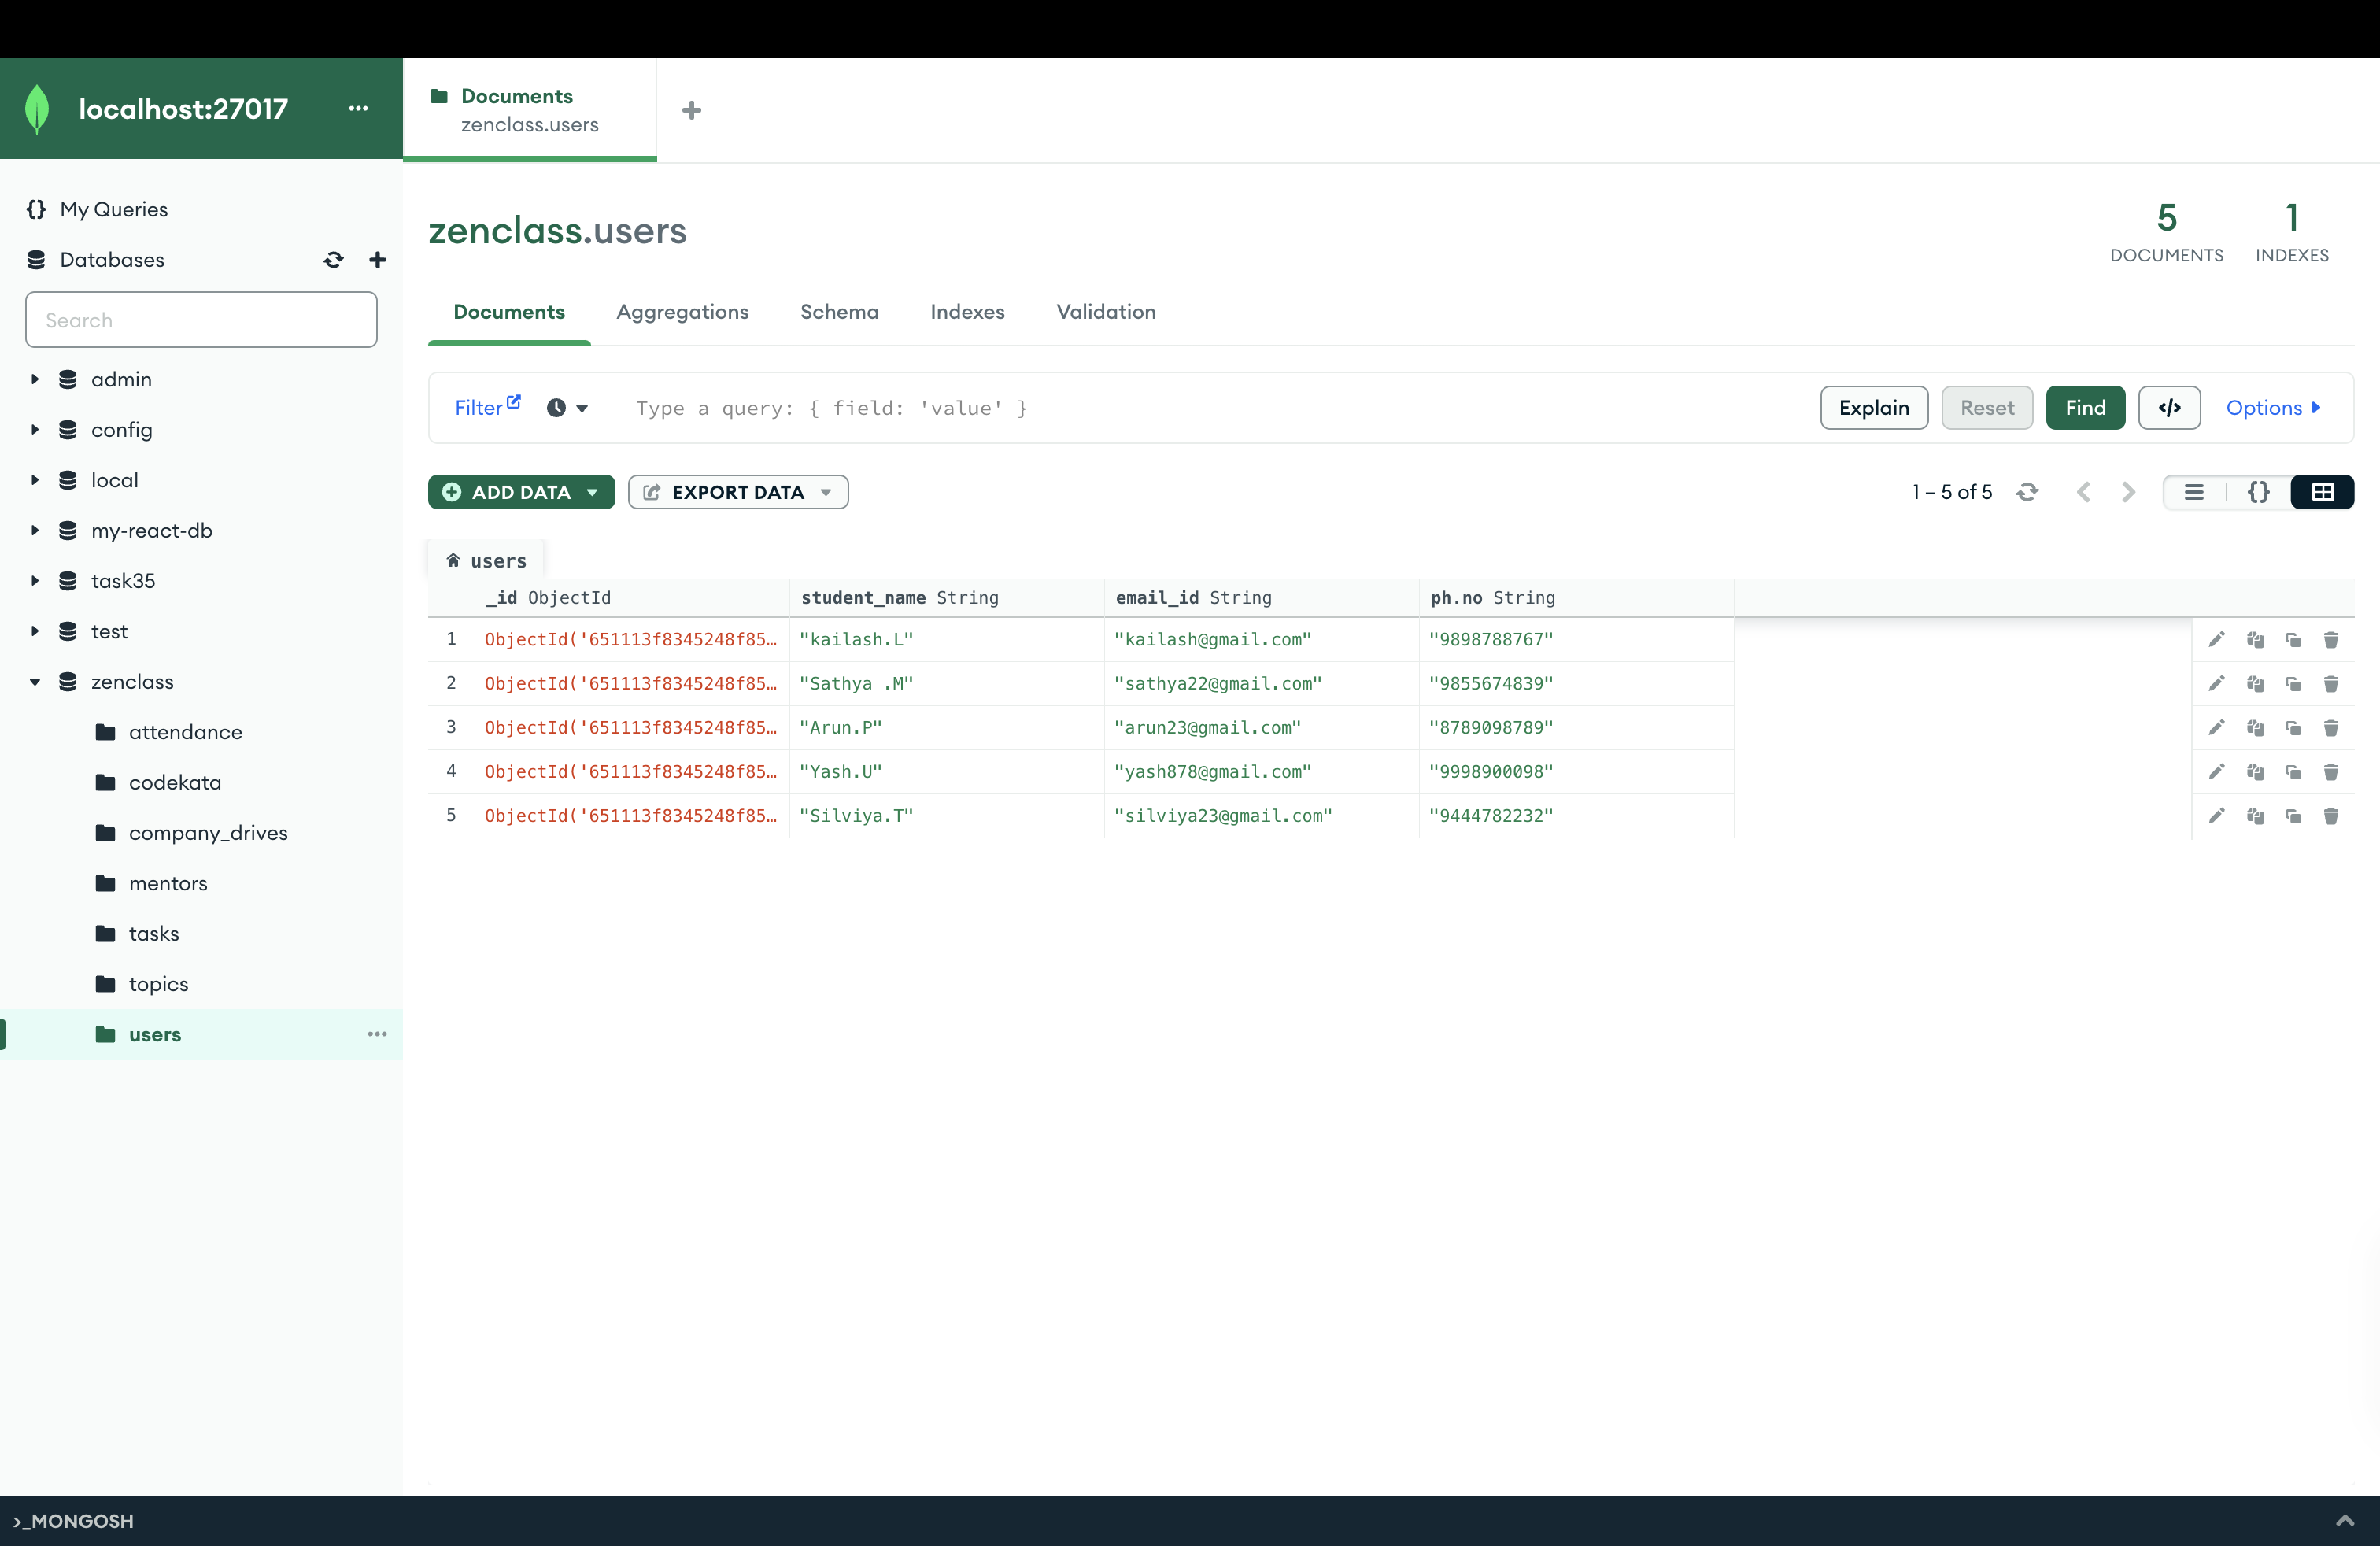 localhost:27017
Documents
zenclass.users
My Queries
Databases
Search
admin
config
local
my-react-db
task35
test
zenclass
attendance
codekata
company_drives
mentors
tasks
topics
users
zenclass.users
5
DOCUMENTS
1
INDEXES
Documents Aggregations Schema Indexes Validation
Filter Type a query: { field: 'value' } Explain Reset Find </> Options
ADD DATA EXPORT DATA 1 – 5 of 5 {}
users
_id ObjectId student_name String email_id String ph.no String
1 ObjectId('651113f8345248f85… "kailash.L" "kailash@gmail.com" "9898788767"
2 ObjectId('651113f8345248f85… "Sathya .M" "sathya22@gmail.com" "9855674839"
3 ObjectId('651113f8345248f85… "Arun.P" "arun23@gmail.com" "8789098789"
4 ObjectId('651113f8345248f85… "Yash.U" "yash878@gmail.com" "9998900098"
5 ObjectId('651113f8345248f85… "Silviya.T" "silviya23@gmail.com" "9444782232"
>_MONGOSH